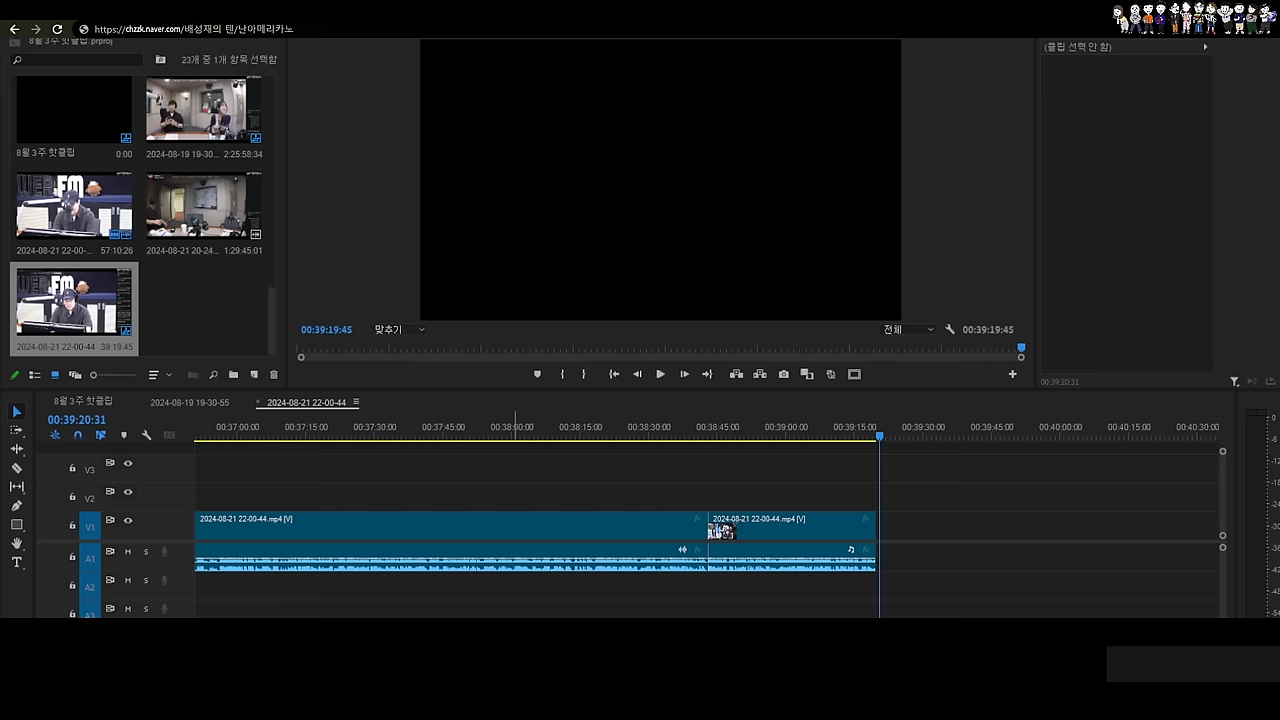 https://chzzk.naver.com/배성재의 텐/난아메리카노
8월 3주 핫클립.prproj
23개 중 1개 항목 선택함
(클립 선택 안 함)
8월 3주 핫클립 0:00
2024-08-19 19-30... 2:25:58:34
2024-08-21 22-00-... 57:10:26
2024-08-21 20-24... 1:29:45:01
2024-08-21 22-00-44 39:19:45
00:39:19:45 맞추기 전체 00:39:19:45
00:39:20:31
8월 3주 핫클립 2024-08-19 19-30-55 × 2024-08-21 22-00-44
00:39:20:31
00:37:00:00 00:37:15:00 00:37:30:00 00:37:45:00 00:38:00:00 00:38:15:00 00:38:30:00 00:38:45:00 00:39:00:00 00:39:15:00 00:39:30:00 00:39:45:00 00:40:00:00 00:40:15:00 00:40:30:00
V3
V2
V1 2024-08-21 22-00-44.mp4 [V] fx 2024-08-21 22-00-44.mp4 [V] fx
A1 M S fx fx
A2 M S
A3 M S
T